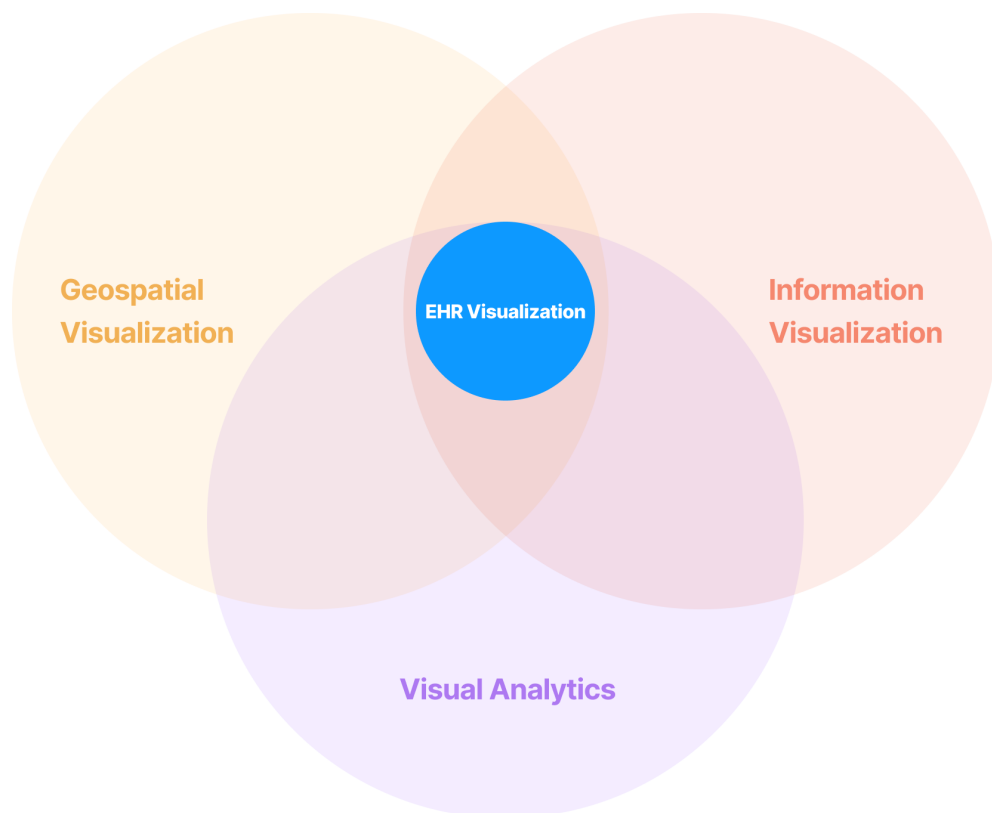 Geospatial
Visualization
EHR Visualization
Information
Visualization
Visual Analytics